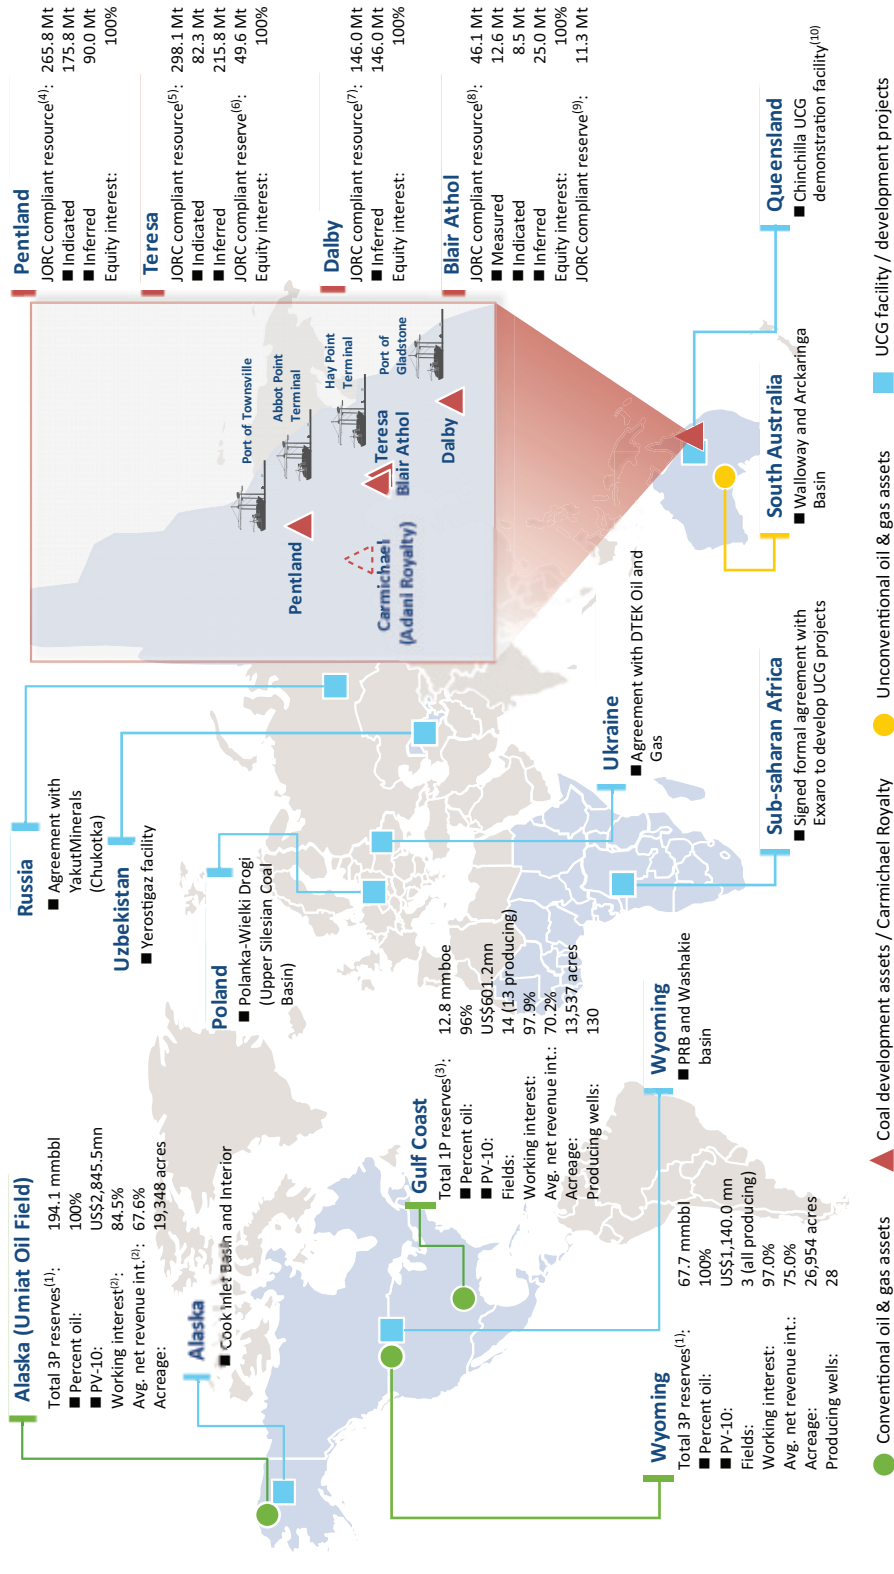 Alaska (Umiat Oil Field)
Total 3P reserves(1): 194.1 mmbbl
■ Percent oil: 100%
■ PV-10: US$2,845.5mn
Working interest(2): 84.5%
Avg. net revenue int.(2): 67.6%
Acreage: 19,348 acres
Alaska
■ Cook Inlet Basin and Interior
Russia
■ Agreement with
YakutMinerals
(Chukotka)
Uzbekistan
■ Yerostigaz facility
Poland
■ Polanka-Wielki Drogi
(Upper Silesian Coal
Basin)
Gulf Coast
Total 1P reserves(3): 12.8 mmboe
■ Percent oil: 96%
■ PV-10: US$601.2mn
Fields: 14 (13 producing)
Working interest: 97.9%
Avg. net revenue int.: 70.2%
Acreage: 13,537 acres
Producing wells: 130
Wyoming
Total 3P reserves(1): 67.7 mmbbl
■ Percent oil: 100%
■ PV-10: US$1,140.0 mn
Fields: 3 (all producing)
Working interest: 97.0%
Avg. net revenue int.: 75.0%
Acreage: 26,954 acres
Producing wells: 28
Wyoming
■ PRB and Washakie
basin
Ukraine
■ Agreement with DTEK Oil and
Gas
Sub-saharan Africa
■ Signed formal agreement with
Exxaro to develop UCG projects
South Australia
■ Walloway and Arckaringa
Basin
Queensland
■ Chinchilla UCG
demonstration facility(10)
Port of Townsville
Abbot Point
Terminal
Hay Point
Terminal
Port of
Gladstone
Pentland
Carmichael
(Adani Royalty)
Teresa
Blair Athol
Dalby
Pentland
JORC compliant resource(4): 265.8 Mt
■ Indicated 175.8 Mt
■ Inferred 90.0 Mt
Equity interest: 100%
Teresa
JORC compliant resource(5): 298.1 Mt
■ Indicated 82.3 Mt
■ Inferred 215.8 Mt
JORC compliant reserve(6): 49.6 Mt
Equity interest: 100%
Dalby
JORC compliant resource(7): 146.0 Mt
■ Inferred 146.0 Mt
Equity interest: 100%
Blair Athol
JORC compliant resource(8): 46.1 Mt
■ Measured 12.6 Mt
■ Indicated 8.5 Mt
■ Inferred 25.0 Mt
Equity interest: 100%
JORC compliant reserve(9): 11.3 Mt
Conventional oil & gas assets
Coal development assets / Carmichael Royalty
Unconventional oil & gas assets
UCG facility / development projects